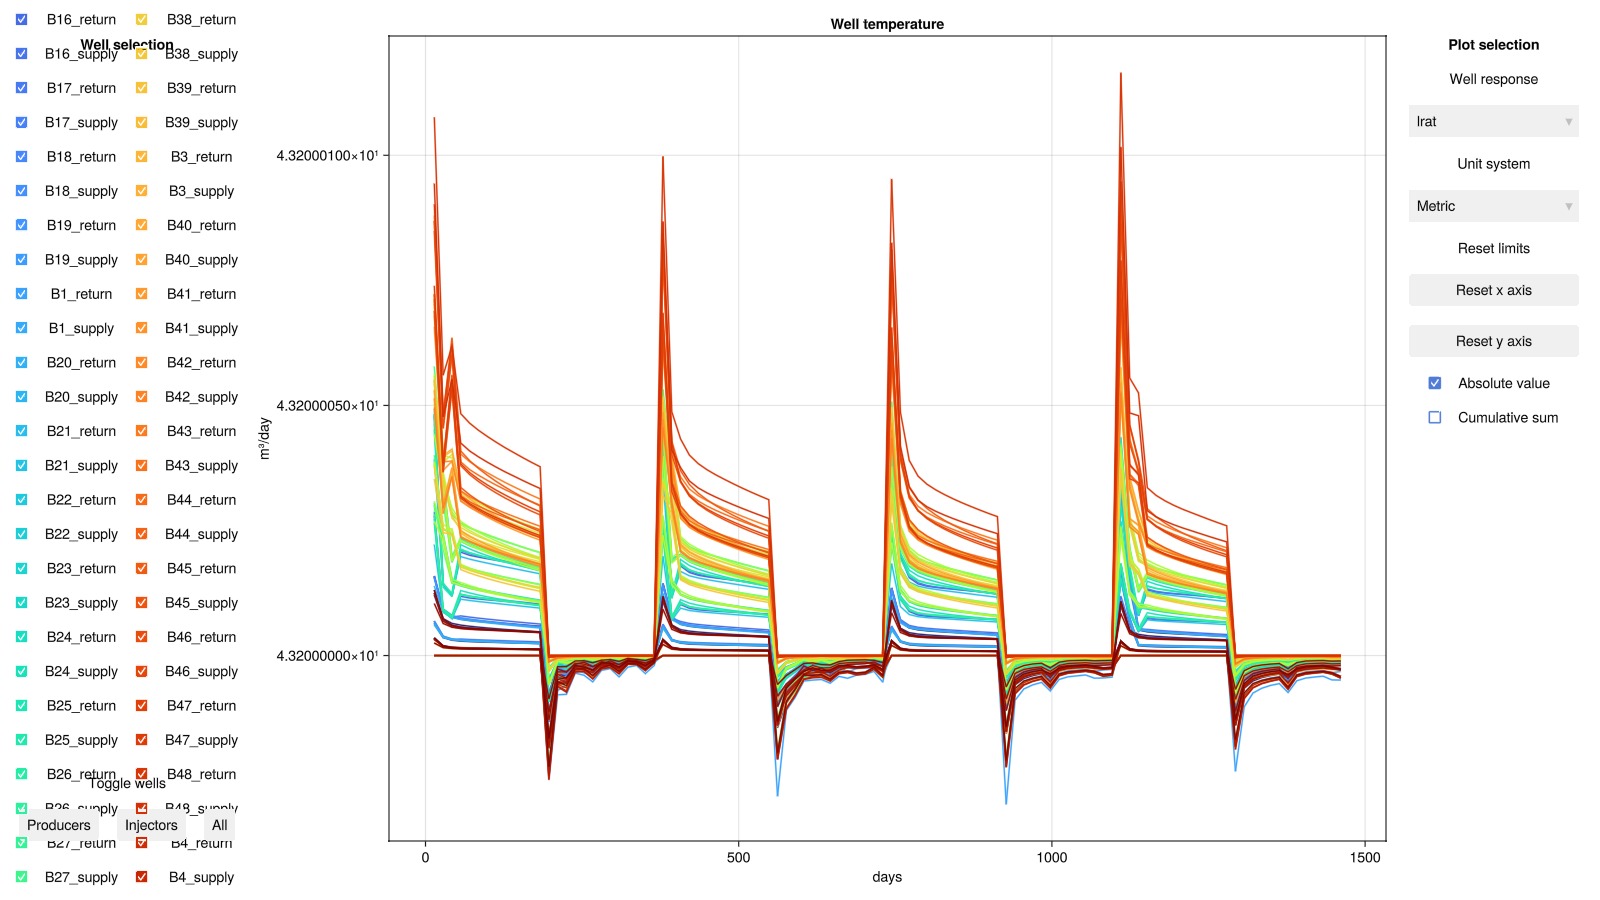 B16_return B38_return
Well selection
B16_supply B38_supply
B17_return B39_return
B17_supply B39_supply
B18_return B3_return
B18_supply B3_supply
B19_return B40_return
B19_supply B40_supply
B1_return B41_return
B1_supply B41_supply
B20_return B42_return
B20_supply B42_supply
B21_return B43_return
B21_supply B43_supply
B22_return B44_return
B22_supply B44_supply
B23_return B45_return
B23_supply B45_supply
B24_return B46_return
B24_supply B46_supply
B25_return B47_return
B25_supply B47_supply
B26_return B48_return
Toggle wells
B26_supply B48_supply
Producers Injectors All
B27_return B4_return
B27_supply B4_supply
Well temperature
4.32000100×10¹
4.32000050×10¹
4.32000000×10¹
m³/day
0 500 1000 1500
days
Plot selection
Well response
lrat
Unit system
Metric
Reset limits
Reset x axis
Reset y axis
Absolute value
Cumulative sum